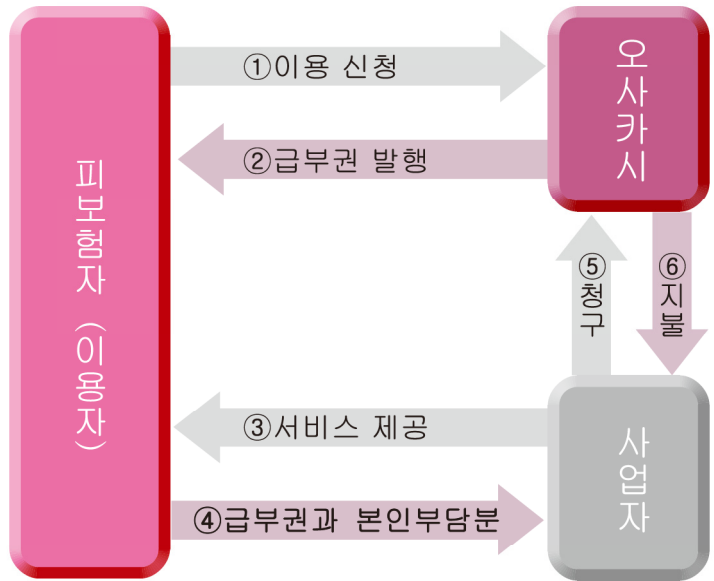 피보험자 (이용자)
①이용 신청
오사카시
②급부권 발행
⑤청구
⑥지불
③서비스 제공
사업자
④급부권과 본인부담분